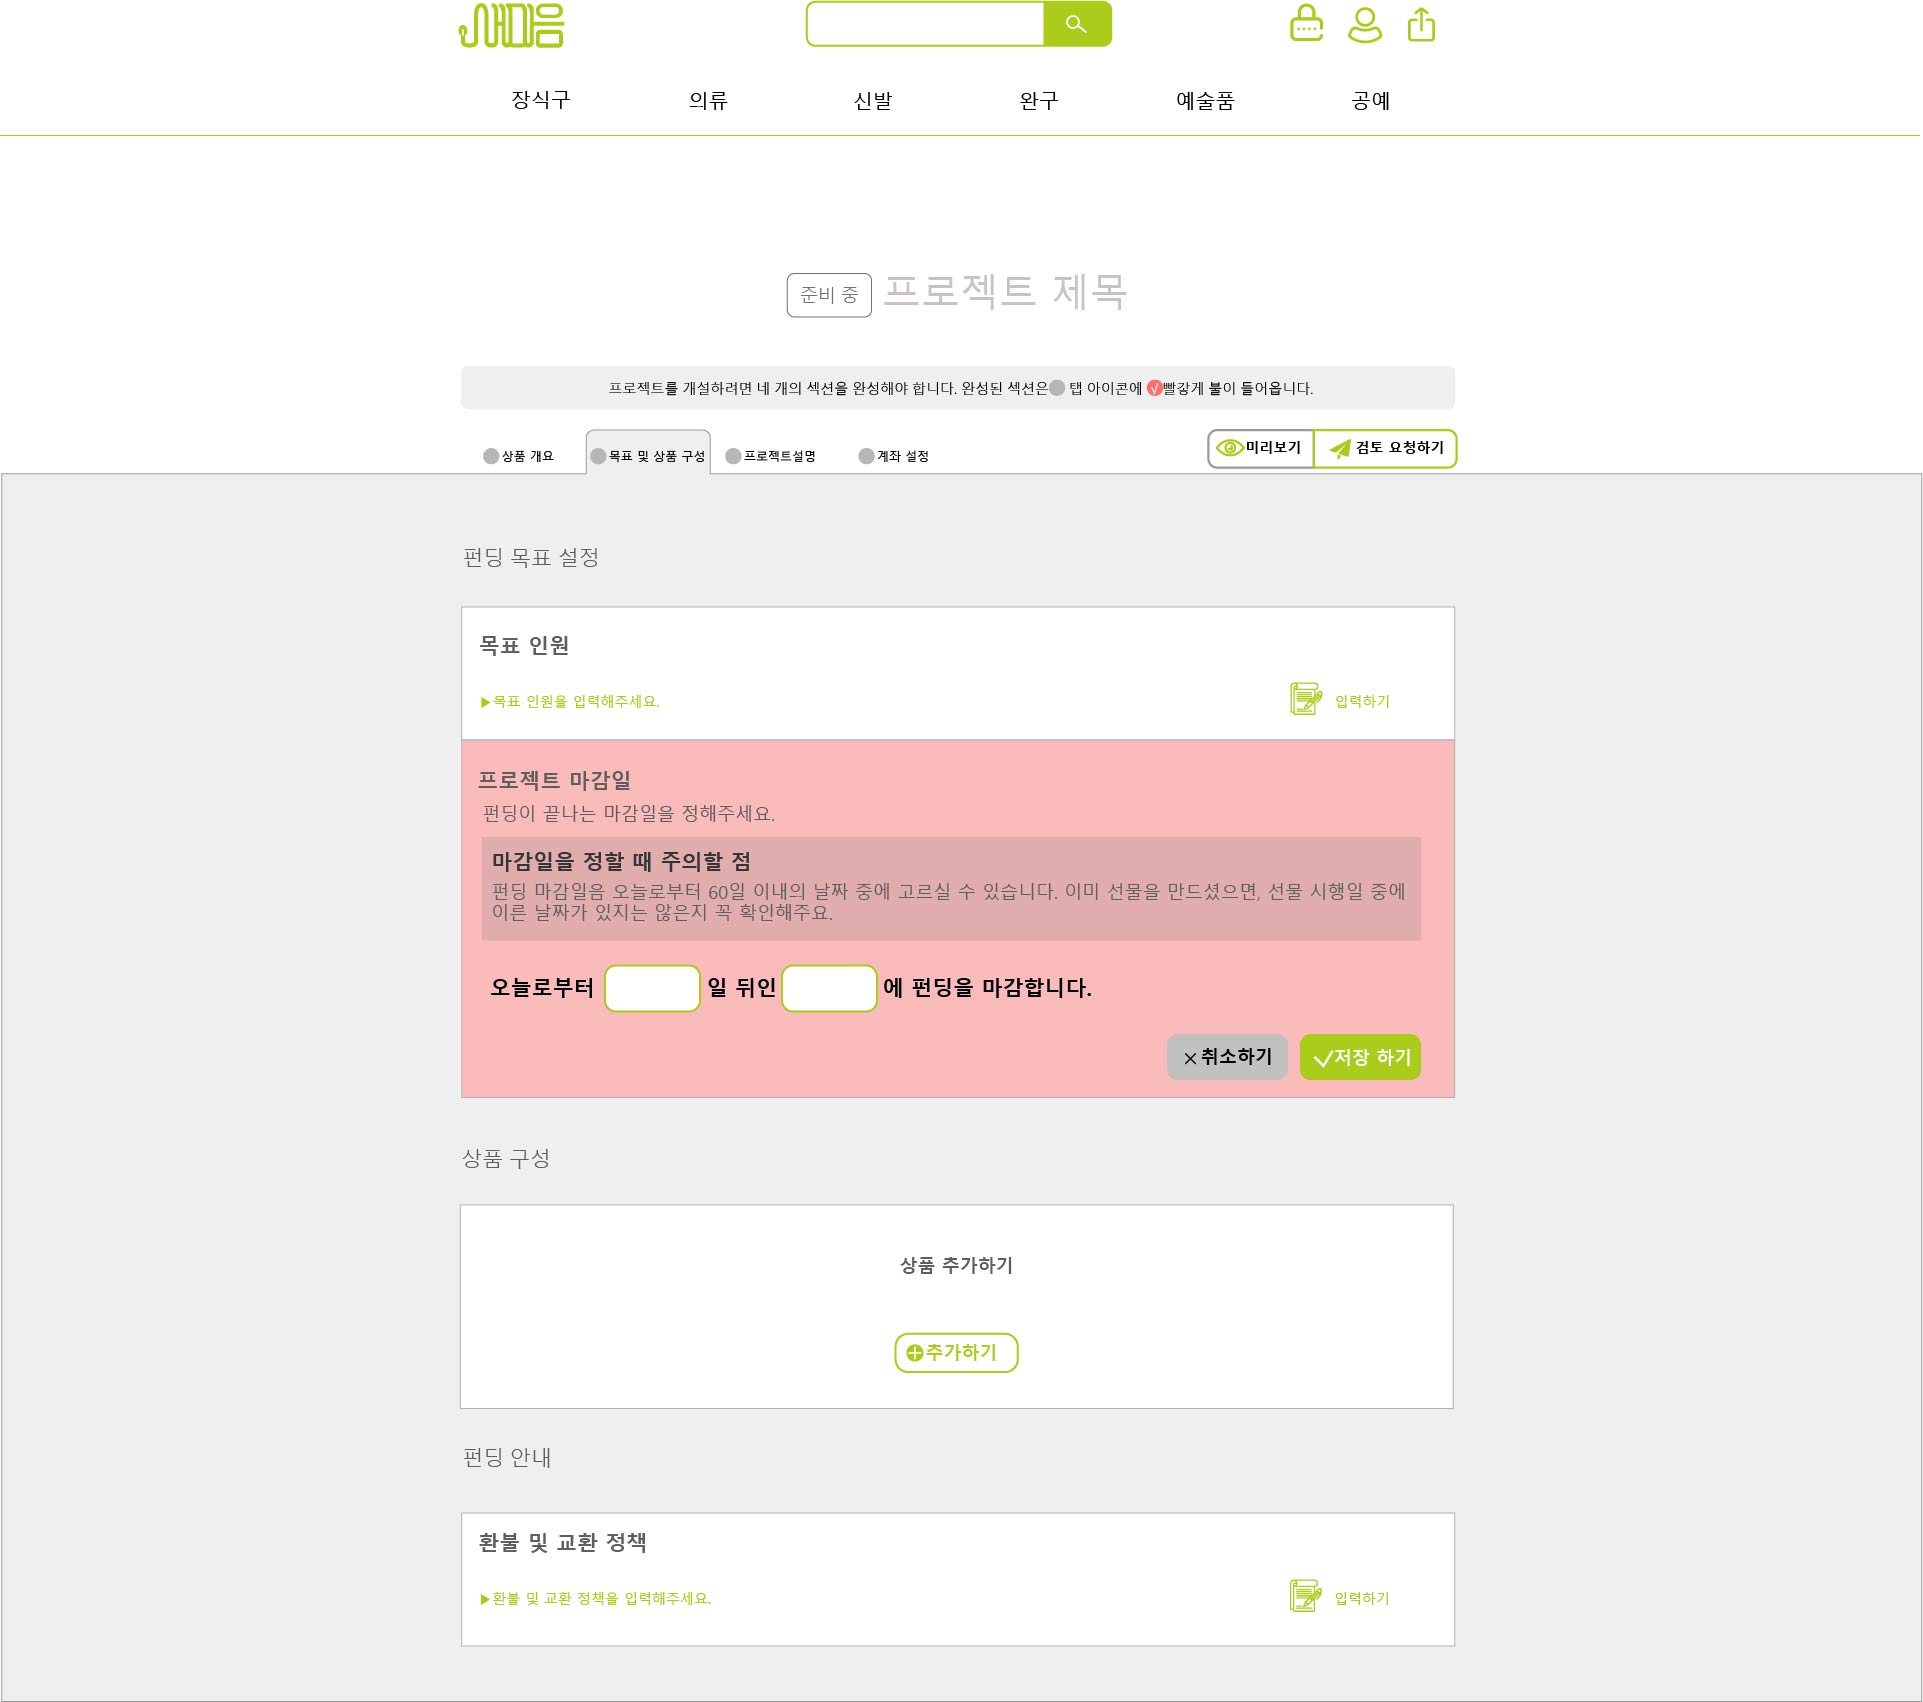 새마음
장식구 의류 신발 완구 예술품 공예
준비 중 프로젝트 제목
프로젝트를 개설하려면 네 개의 섹션을 완성해야 합니다. 완성된 섹션은 탭 아이콘에 √빨갛게 불이 들어옵니다.
상품 개요 목표 및 상품 구성 프로젝트설명 계좌 설정 미리보기 검토 요청하기
펀딩 목표 설정
목표 인원
▶목표 인원을 입력해주세요. 입력하기
프로젝트 마감일
펀딩이 끝나는 마감일을 정해주세요.
마감일을 정할 때 주의할 점
펀딩 마감일음 오늘로부터 60일 이내의 날짜 중에 고르실 수 있습니다. 이미 선물을 만드셨으면, 선물 시행일 중에
이른 날짜가 있지는 않은지 꼭 확인해주요.
오늘로부터 일 뒤인 에 펀딩을 마감합니다.
×취소하기 ✓저장 하기
상품 구성
상품 추가하기
추가하기
펀딩 안내
환불 및 교환 정책
▶환불 및 교환 정책을 입력해주세요. 입력하기